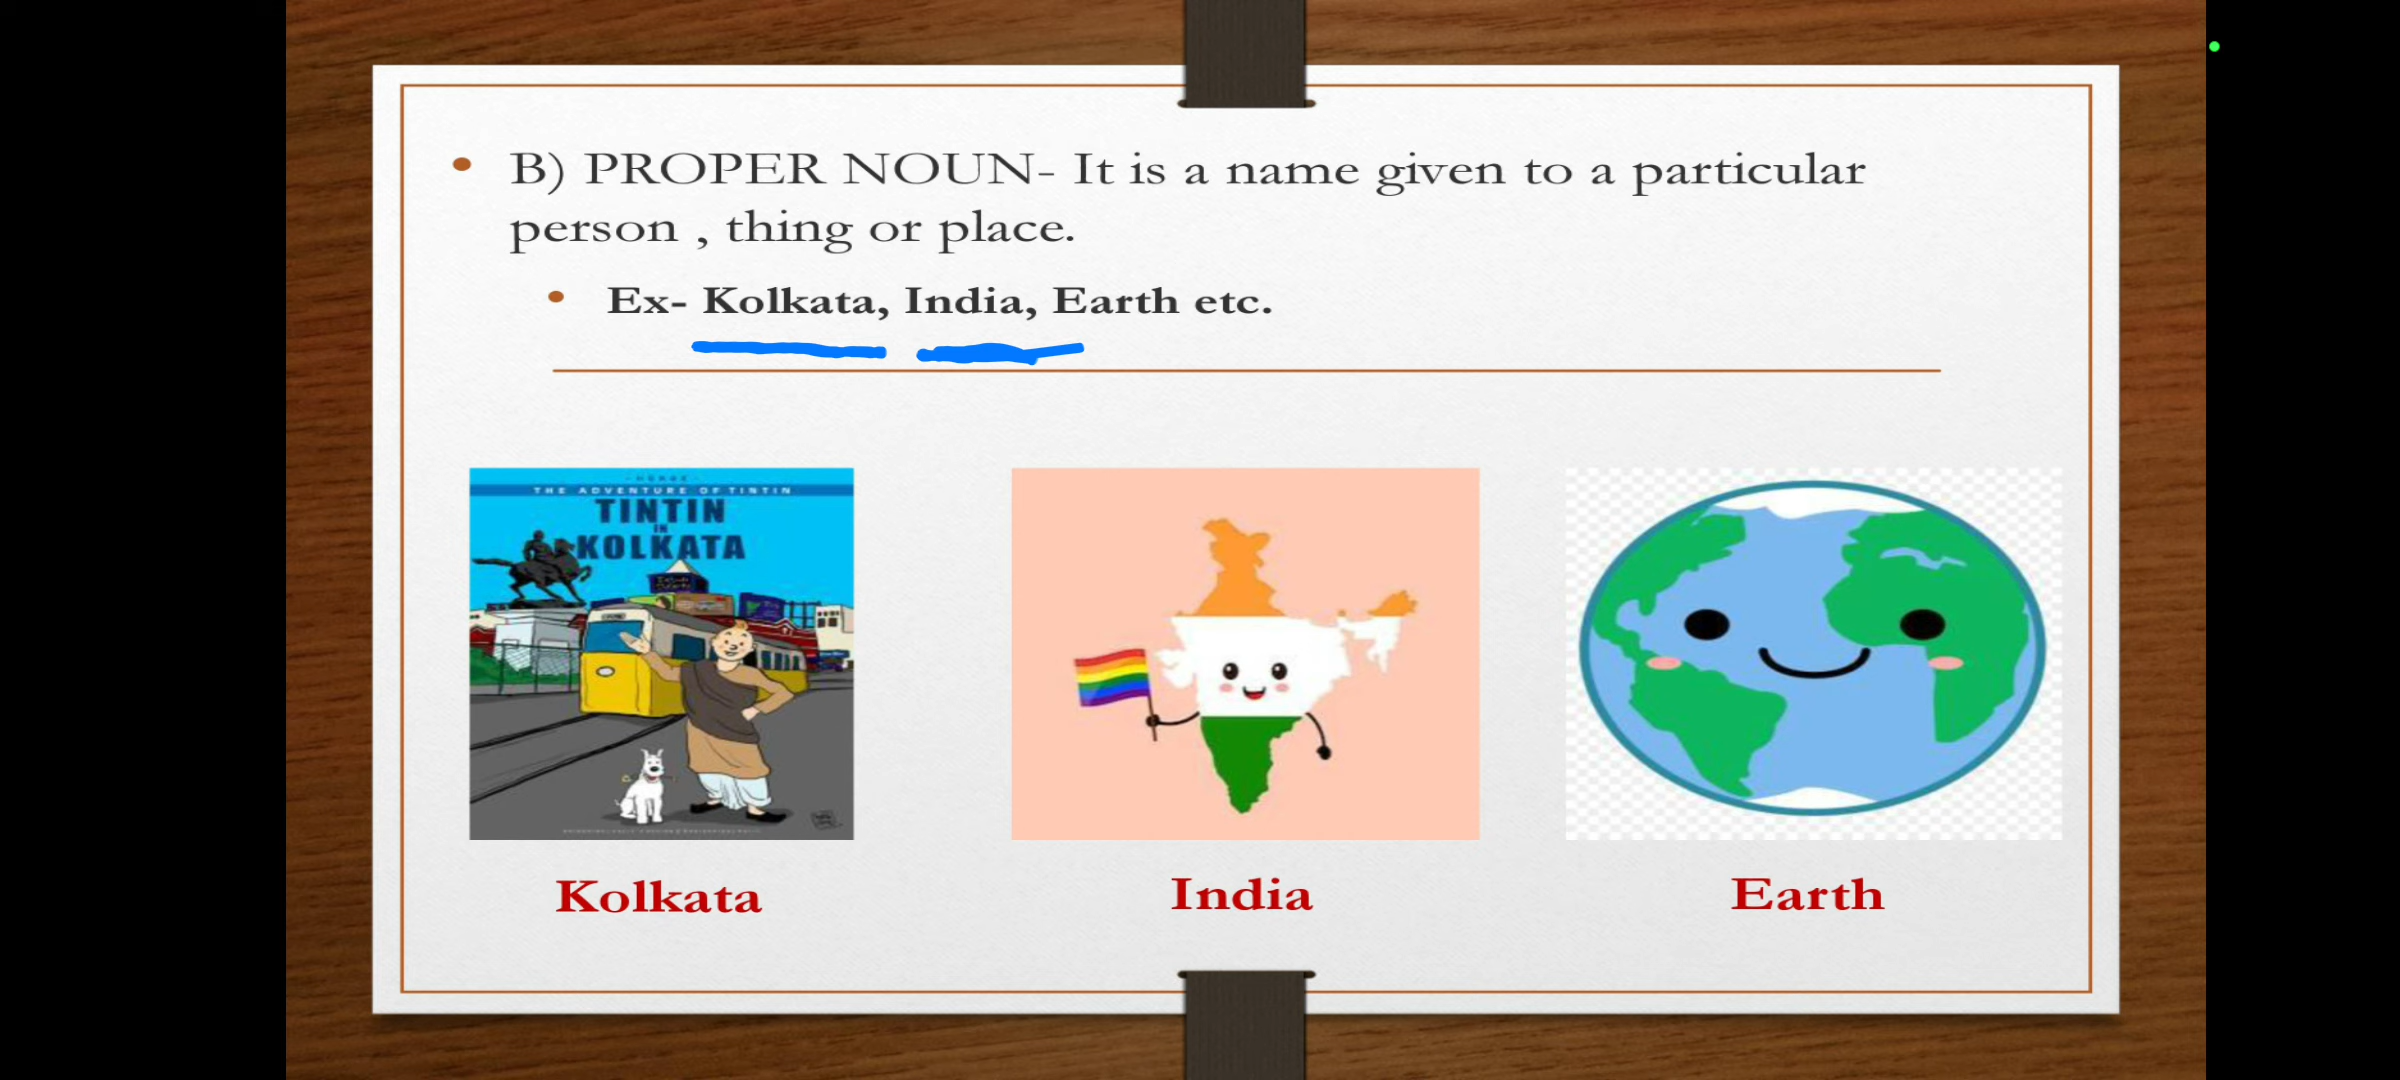 B) PROPER NOUN- It is a name given to a particular
person , thing or place.
Ex- Kolkata, India, Earth etc.
THE ADVENTURE OF TINTIN
TINTIN
IN
KOLKATA
Kolkata
India
Earth